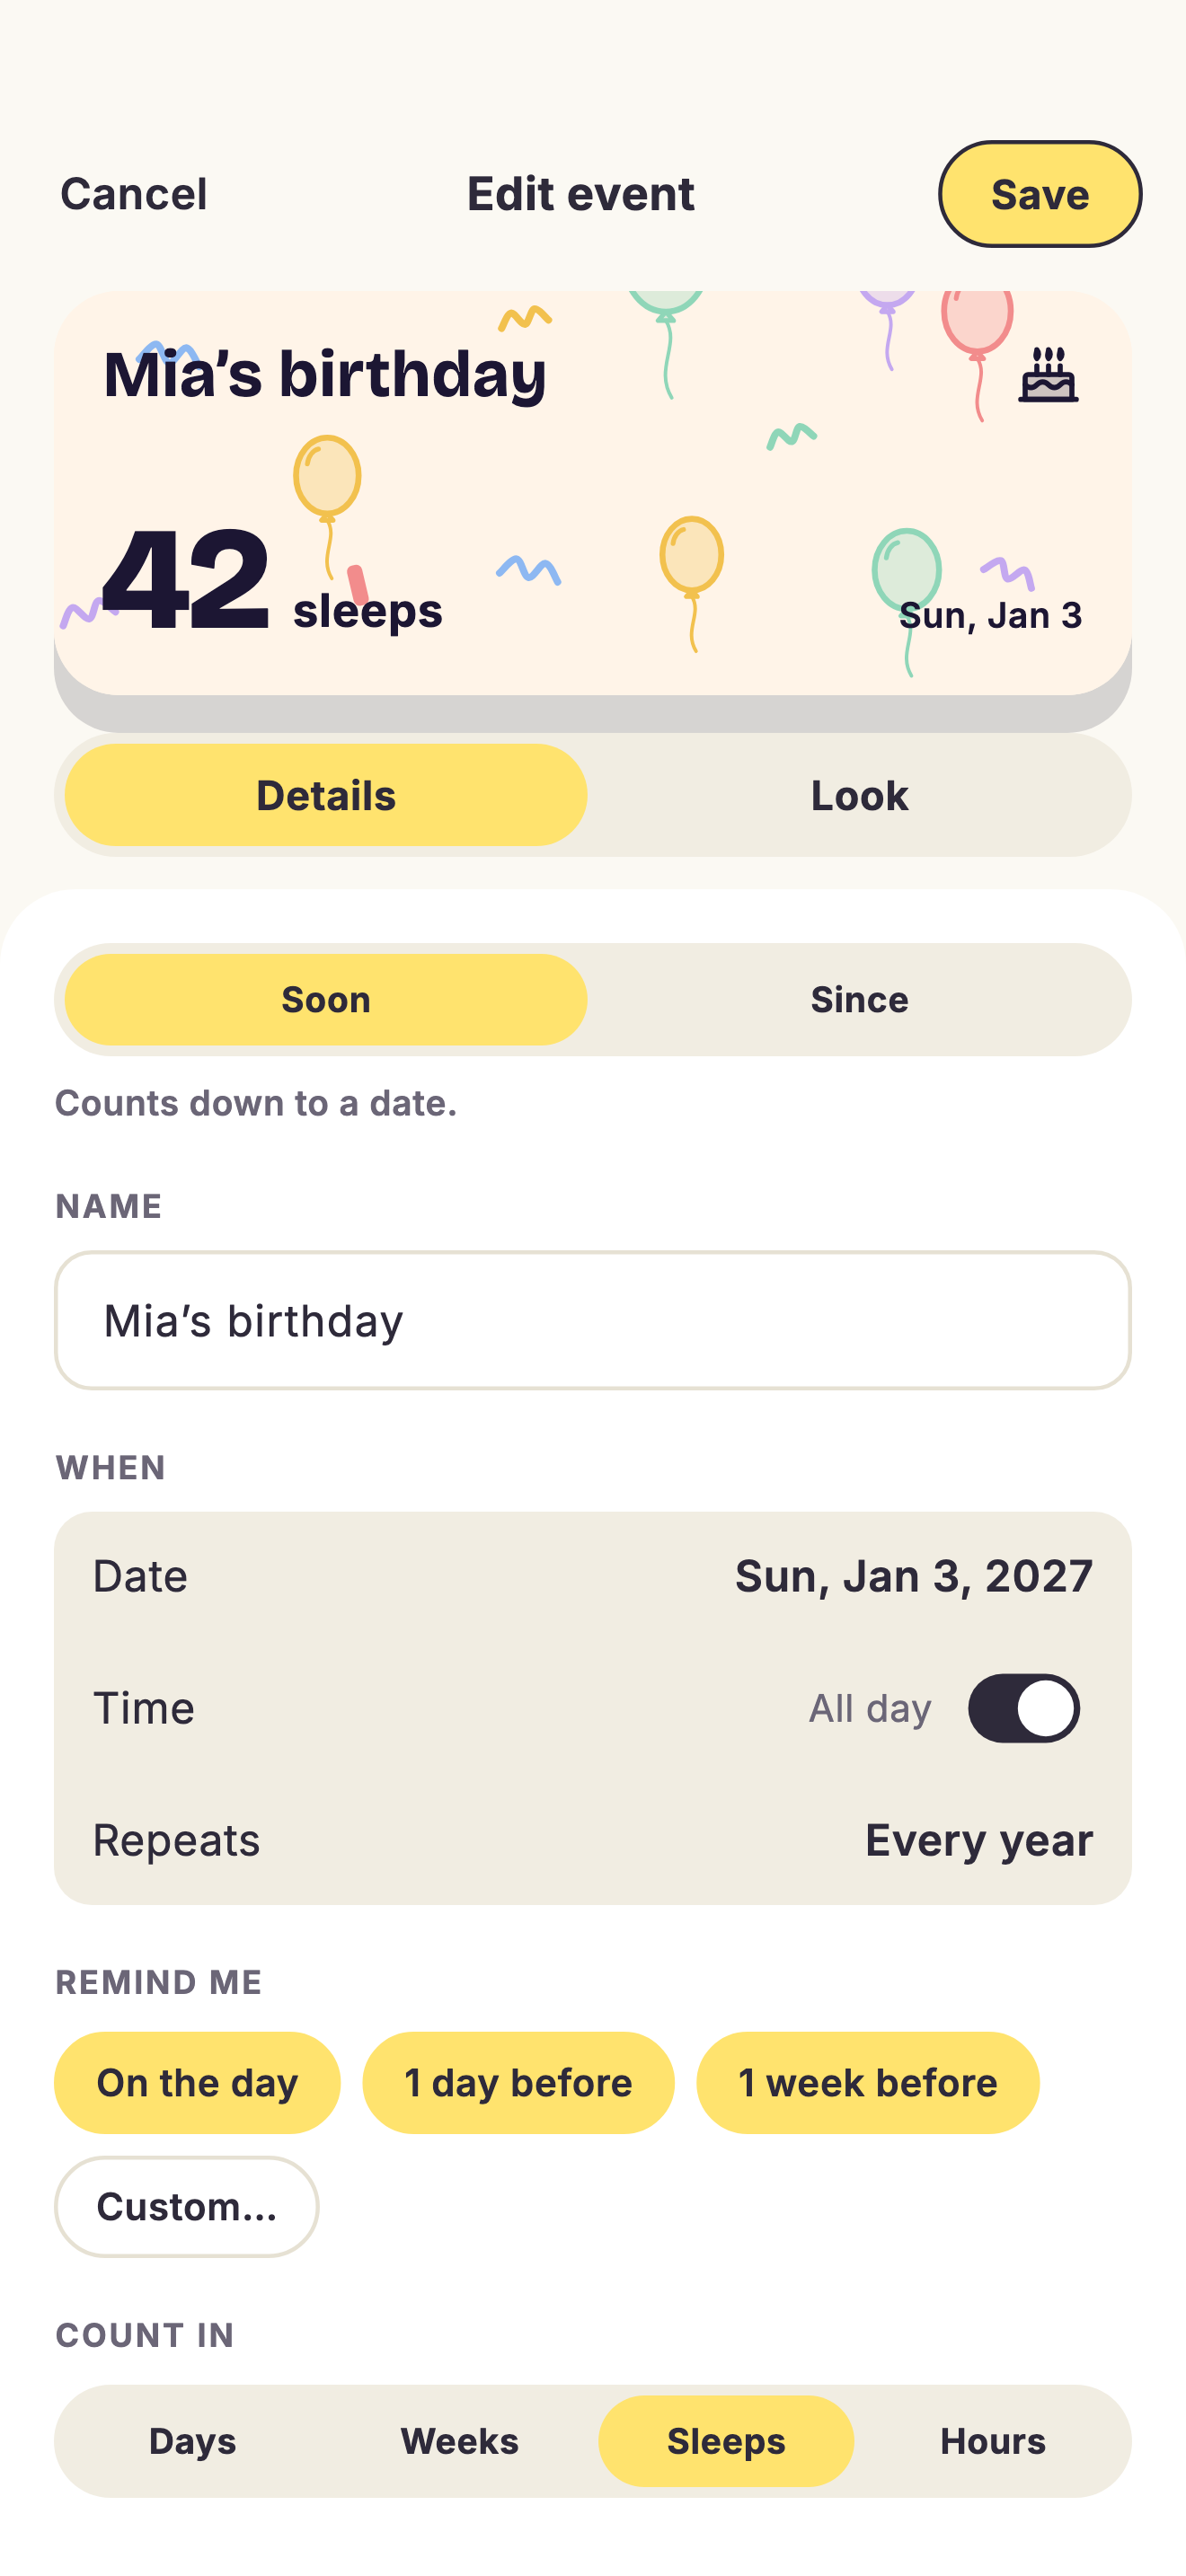 Cancel Edit event Save
Mia’s birthday
42 sleeps Sun, Jan 3
Details Look
Soon Since
Counts down to a date.
NAME
Mia’s birthday
WHEN
Date Sun, Jan 3, 2027
Time All day
Repeats Every year
REMIND ME
On the day 1 day before 1 week before
Custom...
COUNT IN
Days Weeks Sleeps Hours